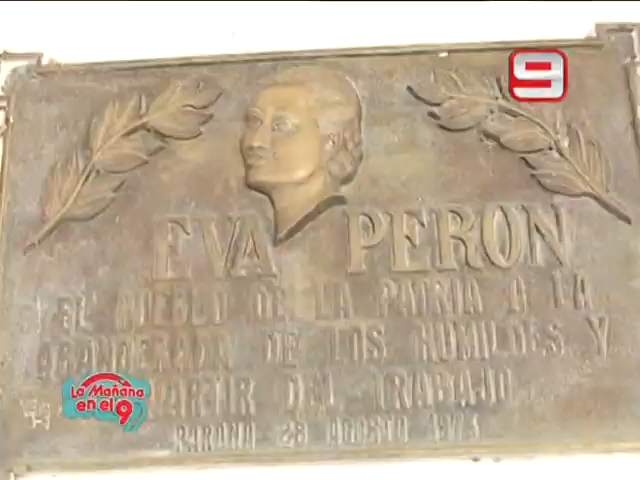 9
EVA PERON
EL PUEBLO DE LA PATRIA A LA
ABANDERADA DE LOS HUMILDES Y
MARTIR DEL TRABAJO
La Mañana
en el 9
PARANA 28 AGOSTO 1973